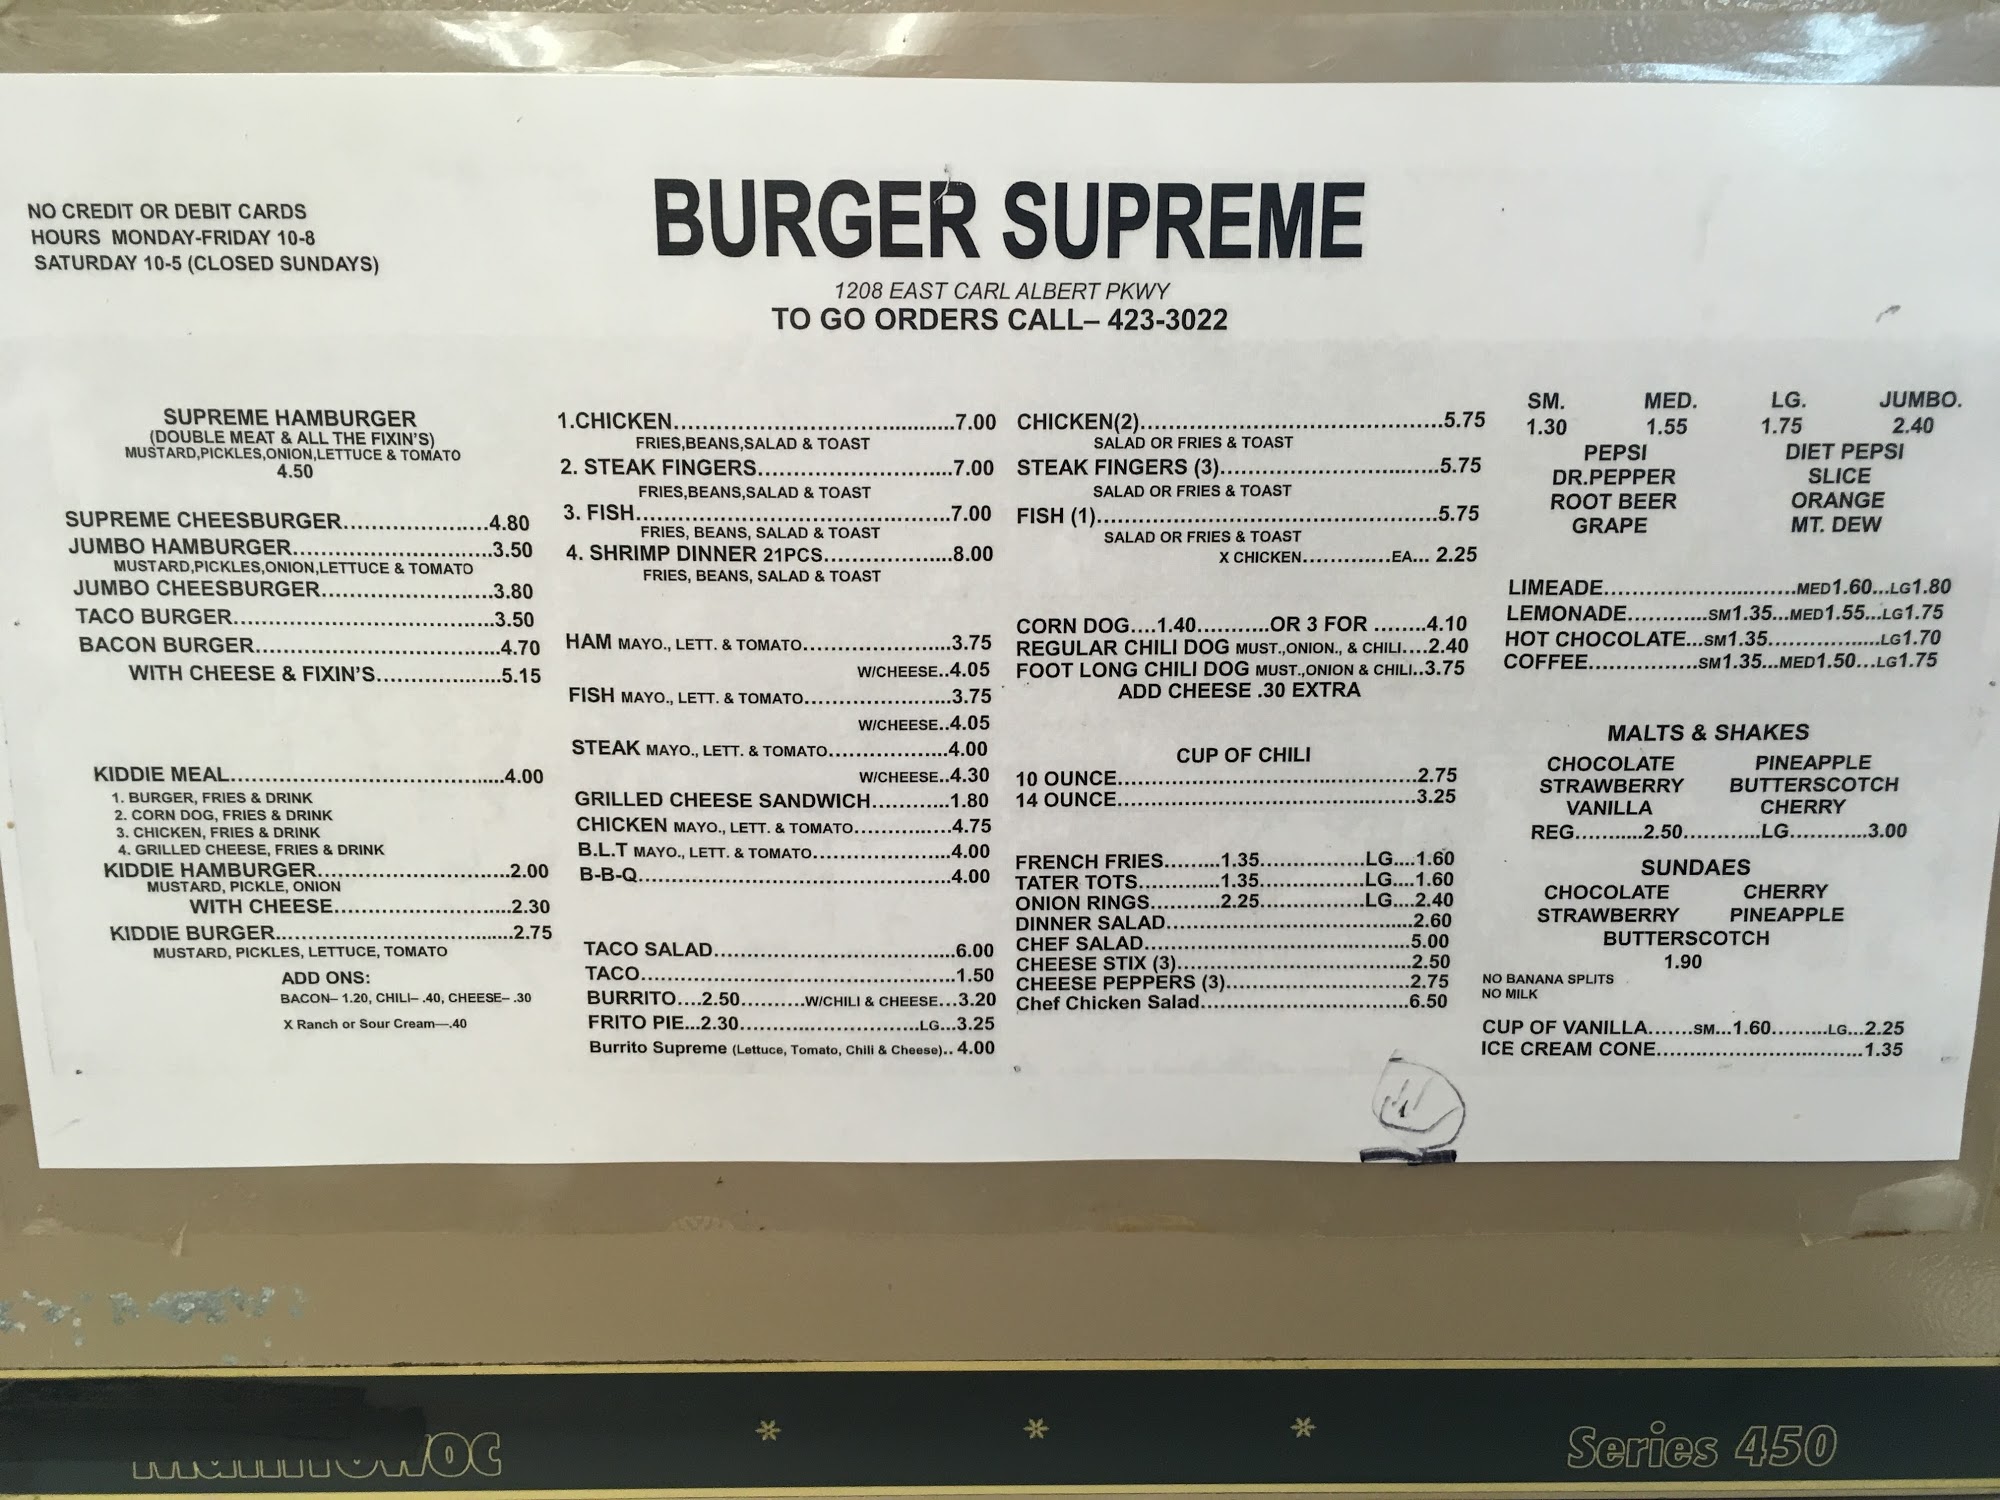 NO CREDIT OR DEBIT CARDS
HOURS MONDAY-FRIDAY 10-8
SATURDAY 10-5 (CLOSED SUNDAYS)
BURGER SUPREME
1208 EAST CARL ALBERT PKWY
TO GO ORDERS CALL– 423-3022
SUPREME HAMBURGER
(DOUBLE MEAT & ALL THE FIXIN'S)
MUSTARD,PICKLES,ONION,LETTUCE & TOMATO
4.50
SUPREME CHEESBURGER.....................4.80
JUMBO HAMBURGER.............................3.50
MUSTARD,PICKLES,ONION,LETTUCE & TOMATO
JUMBO CHEESBURGER.........................3.80
TACO BURGER......................................3.50
BACON BURGER...................................4.70
WITH CHEESE & FIXIN'S..................5.15
KIDDIE MEAL........................................4.00
1. BURGER, FRIES & DRINK
2. CORN DOG, FRIES & DRINK
3. CHICKEN, FRIES & DRINK
4. GRILLED CHEESE, FRIES & DRINK
KIDDIE HAMBURGER............................2.00
MUSTARD, PICKLE, ONION
WITH CHEESE..........................2.30
KIDDIE BURGER...................................2.75
MUSTARD, PICKLES, LETTUCE, TOMATO
ADD ONS:
BACON– 1.20, CHILI– .40, CHEESE– .30
X Ranch or Sour Cream—.40
1.CHICKEN.........................................7.00
FRIES,BEANS,SALAD & TOAST
2. STEAK FINGERS............................7.00
FRIES,BEANS,SALAD & TOAST
3. FISH..............................................7.00
FRIES, BEANS, SALAD & TOAST
4. SHRIMP DINNER 21PCS..................8.00
FRIES, BEANS, SALAD & TOAST
HAM MAYO., LETT. & TOMATO.....................3.75
W/CHEESE..4.05
FISH MAYO., LETT. & TOMATO.....................3.75
W/CHEESE..4.05
STEAK MAYO., LETT. & TOMATO.................4.00
W/CHEESE..4.30
GRILLED CHEESE SANDWICH...........1.80
CHICKEN MAYO., LETT. & TOMATO..............4.75
B.L.T MAYO., LETT. & TOMATO....................4.00
B-B-Q.............................................4.00
TACO SALAD...................................6.00
TACO.............................................1.50
BURRITO....2.50..........W/CHILI & CHEESE...3.20
FRITO PIE...2.30..........................LG...3.25
Burrito Supreme (Lettuce, Tomato, Chili & Cheese).. 4.00
CHICKEN(2)...........................................5.75
SALAD OR FRIES & TOAST
STEAK FINGERS (3)...............................5.75
SALAD OR FRIES & TOAST
FISH (1).................................................5.75
SALAD OR FRIES & TOAST
X CHICKEN............EA... 2.25
CORN DOG....1.40...........OR 3 FOR ........4.10
REGULAR CHILI DOG MUST.,ONION., & CHILI....2.40
FOOT LONG CHILI DOG MUST.,ONION & CHILI..3.75
ADD CHEESE .30 EXTRA
CUP OF CHILI
10 OUNCE...........................................2.75
14 OUNCE...........................................3.25
FRENCH FRIES.........1.35...............LG....1.60
TATER TOTS............1.35...............LG....1.60
ONION RINGS..........2.25...............LG....2.40
DINNER SALAD...................................2.60
CHEF SALAD......................................5.00
CHEESE STIX (3).................................2.50
CHEESE PEPPERS (3)..........................2.75
Chef Chicken Salad..............................6.50
SM. MED. LG. JUMBO.
1.30 1.55 1.75 2.40
PEPSI DIET PEPSI
DR.PEPPER SLICE
ROOT BEER ORANGE
GRAPE MT. DEW
LIMEADE...........................MED1.60...LG1.80
LEMONADE...........SM1.35...MED1.55...LG1.75
HOT CHOCOLATE...SM1.35................LG1.70
COFFEE...............SM1.35...MED1.50...LG1.75
MALTS & SHAKES
CHOCOLATE PINEAPPLE
STRAWBERRY BUTTERSCOTCH
VANILLA CHERRY
REG..........2.50............LG...........3.00
SUNDAES
CHOCOLATE CHERRY
STRAWBERRY PINEAPPLE
BUTTERSCOTCH
1.90
NO BANANA SPLITS
NO MILK
CUP OF VANILLA.......SM...1.60.........LG...2.25
ICE CREAM CONE.............................1.35
Series 450